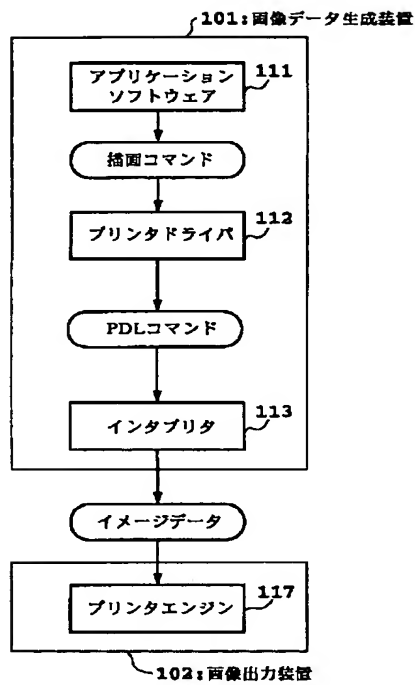 101:画像データ生成装置
アプリケーション
ソフトウェア
111
描画コマンド
プリンタドライバ
112
PDLコマンド
インタプリタ
113
イメージデータ
プリンタエンジン
117
102:画像出力装置